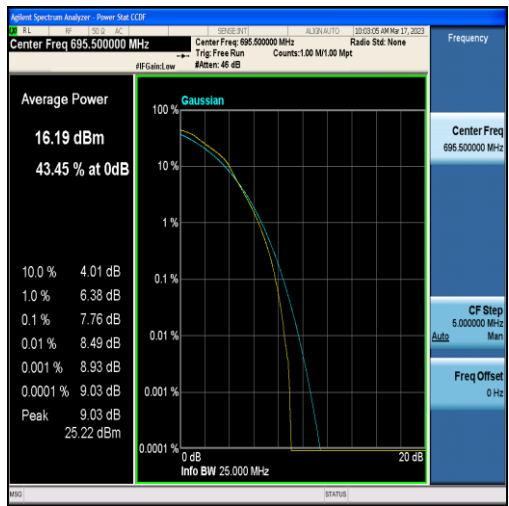 Agilent Spectrum Analyzer - Power Stat CCDF
RL RF 50 Ω AC SENSE:INT ALIGN AUTO 10:03:05 AM Mar 17, 2023
Center Freq 695.500000 MHz
Center Freq: 695.500000 MHz Radio Std: None
Trig: Free Run Counts:1.00 M/1.00 Mpt
#IFGain:Low #Atten: 46 dB
Frequency
Average Power
16.19 dBm
43.45 % at 0dB
10.0 % 4.01 dB
1.0 % 6.38 dB
0.1 % 7.76 dB
0.01 % 8.49 dB
0.001 % 8.93 dB
0.0001 % 9.03 dB
Peak 9.03 dB
25.22 dBm
Gaussian
100 %
10 %
1 %
0.1 %
0.01 %
0.001 %
0.0001 %
0 dB 20 dB
Info BW 25.000 MHz
Center Freq
695.500000 MHz
CF Step
5.000000 MHz
Auto Man
Freq Offset
0 Hz
MSG STATUS